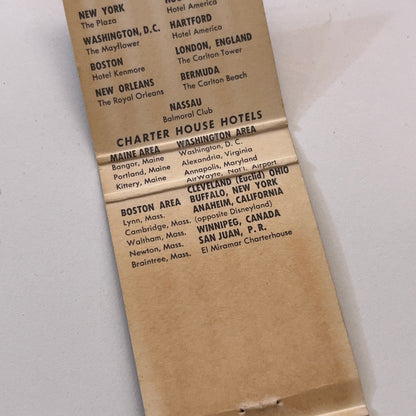 NEW YORK
The Plaza
WASHINGTON, D.C.
The Mayflower
BOSTON
Hotel Kenmore
NEW ORLEANS
The Royal Orleans
Hotel America
HARTFORD
Hotel America
LONDON, ENGLAND
The Carlton Tower
BERMUDA
The Carlton Beach
NASSAU
Balmoral Club
CHARTER HOUSE HOTELS
MAINE AREA
Bangor, Maine
Portland, Maine
Kittery, Maine
WASHINGTON AREA
Washington, D. C.
Alexandria, Virginia
Annapolis, Maryland
AirWayte, Nat'l. Airport
BOSTON AREA
Lynn, Mass.
Cambridge, Mass.
Waltham, Mass.
Newton, Mass.
Braintree, Mass.
CLEVELAND (Euclid) OHIO
BUFFALO, NEW YORK
ANAHEIM, CALIFORNIA
(opposite Disneyland)
WINNIPEG, CANADA
SAN JUAN, P. R.
El Miramar Charterhouse